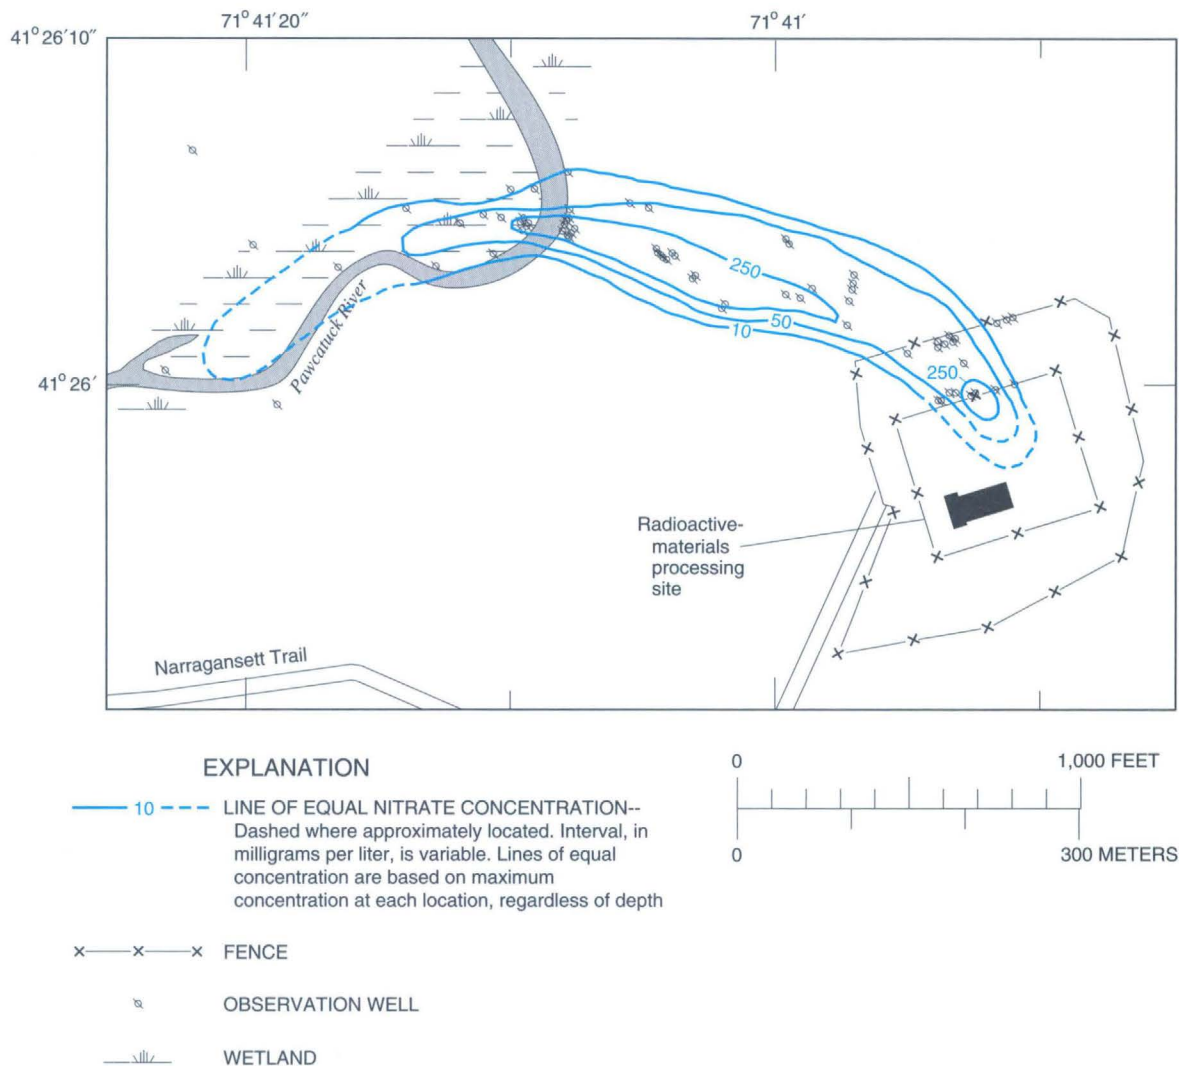 71° 41′ 20″
71° 41′
41° 26′ 10″
250
50
10
Pawcatuck River
41° 26′
250
Radioactive-
materials
processing
site
Narragansett Trail
EXPLANATION
0
1,000 FEET
10
LINE OF EQUAL NITRATE CONCENTRATION--
Dashed where approximately located. Interval, in
milligrams per liter, is variable. Lines of equal
concentration are based on maximum
concentration at each location, regardless of depth
0
300 METERS
FENCE
OBSERVATION WELL
WETLAND